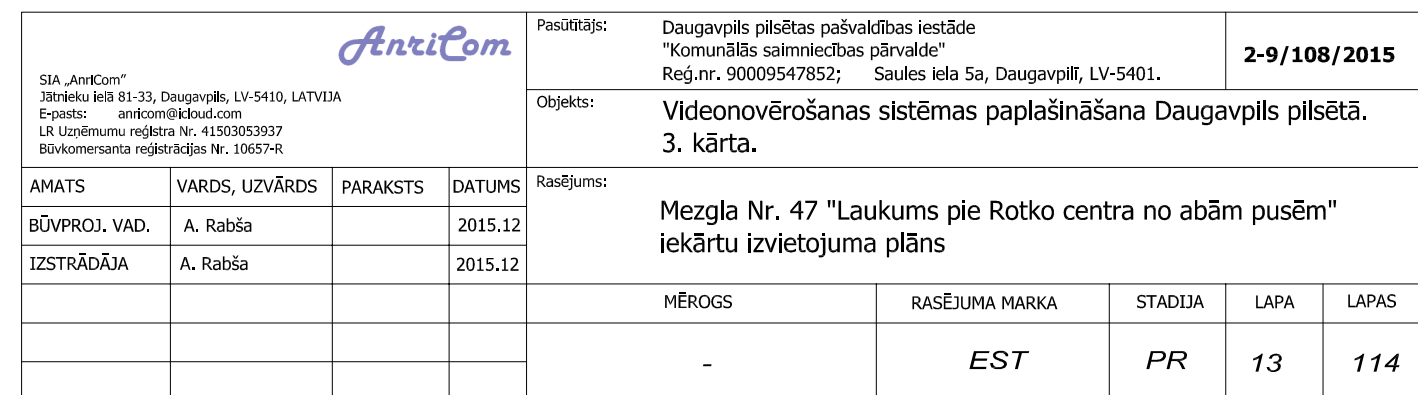 AnriCom
SIA „AnriCom”
Jātnieku ielā 81-33, Daugavpils, LV-5410, LATVIJA
E-pasts: anricom@icloud.com
LR Uzņēmumu reģistra Nr. 41503053937
Būvkomersanta reģistrācijas Nr. 10657-R
Pasūtītājs: Daugavpils pilsētas pašvaldības iestāde
"Komunālās saimniecības pārvalde"
Reģ.nr. 90009547852; Saules iela 5a, Daugavpilī, LV-5401.
2-9/108/2015
Objekts: Videonovērošanas sistēmas paplašināšana Daugavpils pilsētā.
3. kārta.
AMATS VARDS, UZVĀRDS PARAKSTS DATUMS
BŪVPROJ. VAD. A. Rabša 2015.12
IZSTRĀDĀJA A. Rabša 2015.12
Rasējums: Mezgla Nr. 47 "Laukums pie Rotko centra no abām pusēm"
iekārtu izvietojuma plāns
MĒROGS RASĒJUMA MARKA STADIJA LAPA LAPAS
- EST PR 13 114